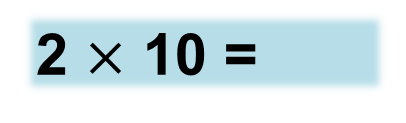 2 × 10 =